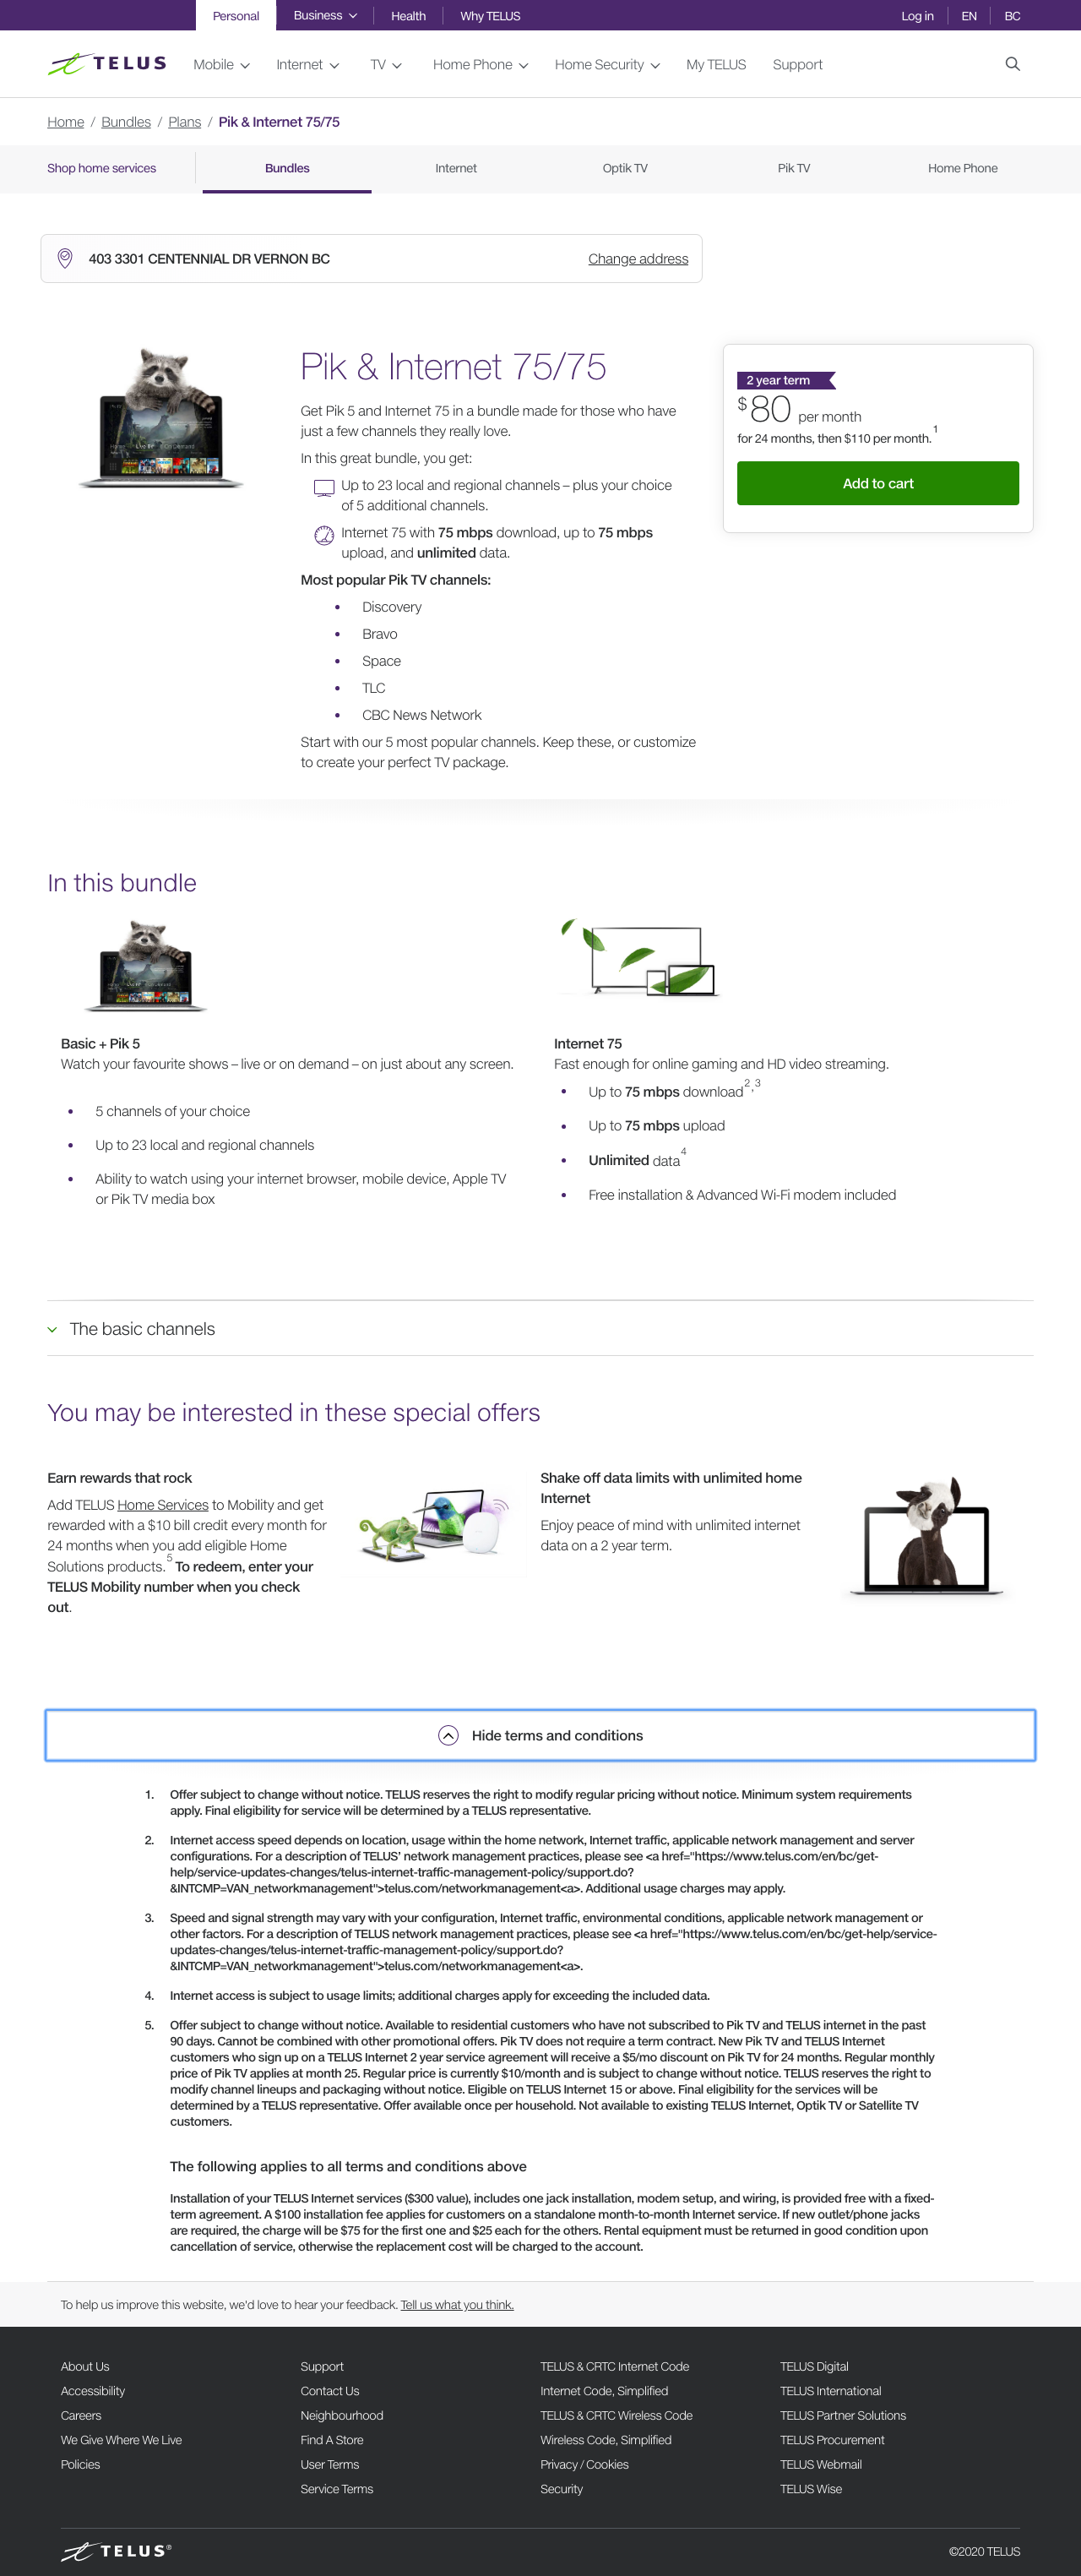 Personal
Business
Health
Why TELUS
Log in
EN
BC
TELUS
Mobile
Internet
TV
Home Phone
Home Security
My TELUS
Support
Home / Bundles / Plans / Pik & Internet 75/75
Shop home services
Bundles
Internet
Optik TV
Pik TV
Home Phone
403 3301 CENTENNIAL DR VERNON BC
Change address
Pik & Internet 75/75
Get Pik 5 and Internet 75 in a bundle made for those who have
just a few channels they really love.
In this great bundle, you get:
Up to 23 local and regional channels – plus your choice
of 5 additional channels.
Internet 75 with 75 mbps download, up to 75 mbps
upload, and unlimited data.
Most popular Pik TV channels:
• Discovery
• Bravo
• Space
• TLC
• CBC News Network
Start with our 5 most popular channels. Keep these, or customize
to create your perfect TV package.
2 year term
$80 per month
for 24 months, then $110 per month.1
Add to cart
In this bundle
Basic + Pik 5
Watch your favourite shows – live or on demand – on just about any screen.
• 5 channels of your choice
• Up to 23 local and regional channels
• Ability to watch using your internet browser, mobile device, Apple TV
or Pik TV media box
Internet 75
Fast enough for online gaming and HD video streaming.
• Up to 75 mbps download2,3
• Up to 75 mbps upload
• Unlimited data4
• Free installation & Advanced Wi-Fi modem included
The basic channels
You may be interested in these special offers
Earn rewards that rock
Add TELUS Home Services to Mobility and get
rewarded with a $10 bill credit every month for
24 months when you add eligible Home
Solutions products.5 To redeem, enter your
TELUS Mobility number when you check
out.
Shake off data limits with unlimited home
Internet
Enjoy peace of mind with unlimited internet
data on a 2 year term.
Hide terms and conditions
1. Offer subject to change without notice. TELUS reserves the right to modify regular pricing without notice. Minimum system requirements
apply. Final eligibility for service will be determined by a TELUS representative.
2. Internet access speed depends on location, usage within the home network, Internet traffic, applicable network management and server
configurations. For a description of TELUS’ network management practices, please see <a href="https://www.telus.com/en/bc/get-
help/service-updates-changes/telus-internet-traffic-management-policy/support.do?
&INTCMP=VAN_networkmanagement">telus.com/networkmanagement<a>. Additional usage charges may apply.
3. Speed and signal strength may vary with your configuration, Internet traffic, environmental conditions, applicable network management or
other factors. For a description of TELUS network management practices, please see <a href="https://www.telus.com/en/bc/get-help/service-
updates-changes/telus-internet-traffic-management-policy/support.do?
&INTCMP=VAN_networkmanagement">telus.com/networkmanagement<a>.
4. Internet access is subject to usage limits; additional charges apply for exceeding the included data.
5. Offer subject to change without notice. Available to residential customers who have not subscribed to Pik TV and TELUS internet in the past
90 days. Cannot be combined with other promotional offers. Pik TV does not require a term contract. New Pik TV and TELUS Internet
customers who sign up on a TELUS Internet 2 year service agreement will receive a $5/mo discount on Pik TV for 24 months. Regular monthly
price of Pik TV applies at month 25. Regular price is currently $10/month and is subject to change without notice. TELUS reserves the right to
modify channel lineups and packaging without notice. Eligible on TELUS Internet 15 or above. Final eligibility for the services will be
determined by a TELUS representative. Offer available once per household. Not available to existing TELUS Internet, Optik TV or Satellite TV
customers.
The following applies to all terms and conditions above
Installation of your TELUS Internet services ($300 value), includes one jack installation, modem setup, and wiring, is provided free with a fixed-
term agreement. A $100 installation fee applies for customers on a standalone month-to-month Internet service. If new outlet/phone jacks
are required, the charge will be $75 for the first one and $25 each for the others. Rental equipment must be returned in good condition upon
cancellation of service, otherwise the replacement cost will be charged to the account.
To help us improve this website, we'd love to hear your feedback. Tell us what you think.
About Us
Accessibility
Careers
We Give Where We Live
Policies
Support
Contact Us
Neighbourhood
Find A Store
User Terms
Service Terms
TELUS & CRTC Internet Code
Internet Code, Simplified
TELUS & CRTC Wireless Code
Wireless Code, Simplified
Privacy / Cookies
Security
TELUS Digital
TELUS International
TELUS Partner Solutions
TELUS Procurement
TELUS Webmail
TELUS Wise
TELUS®
©2020 TELUS